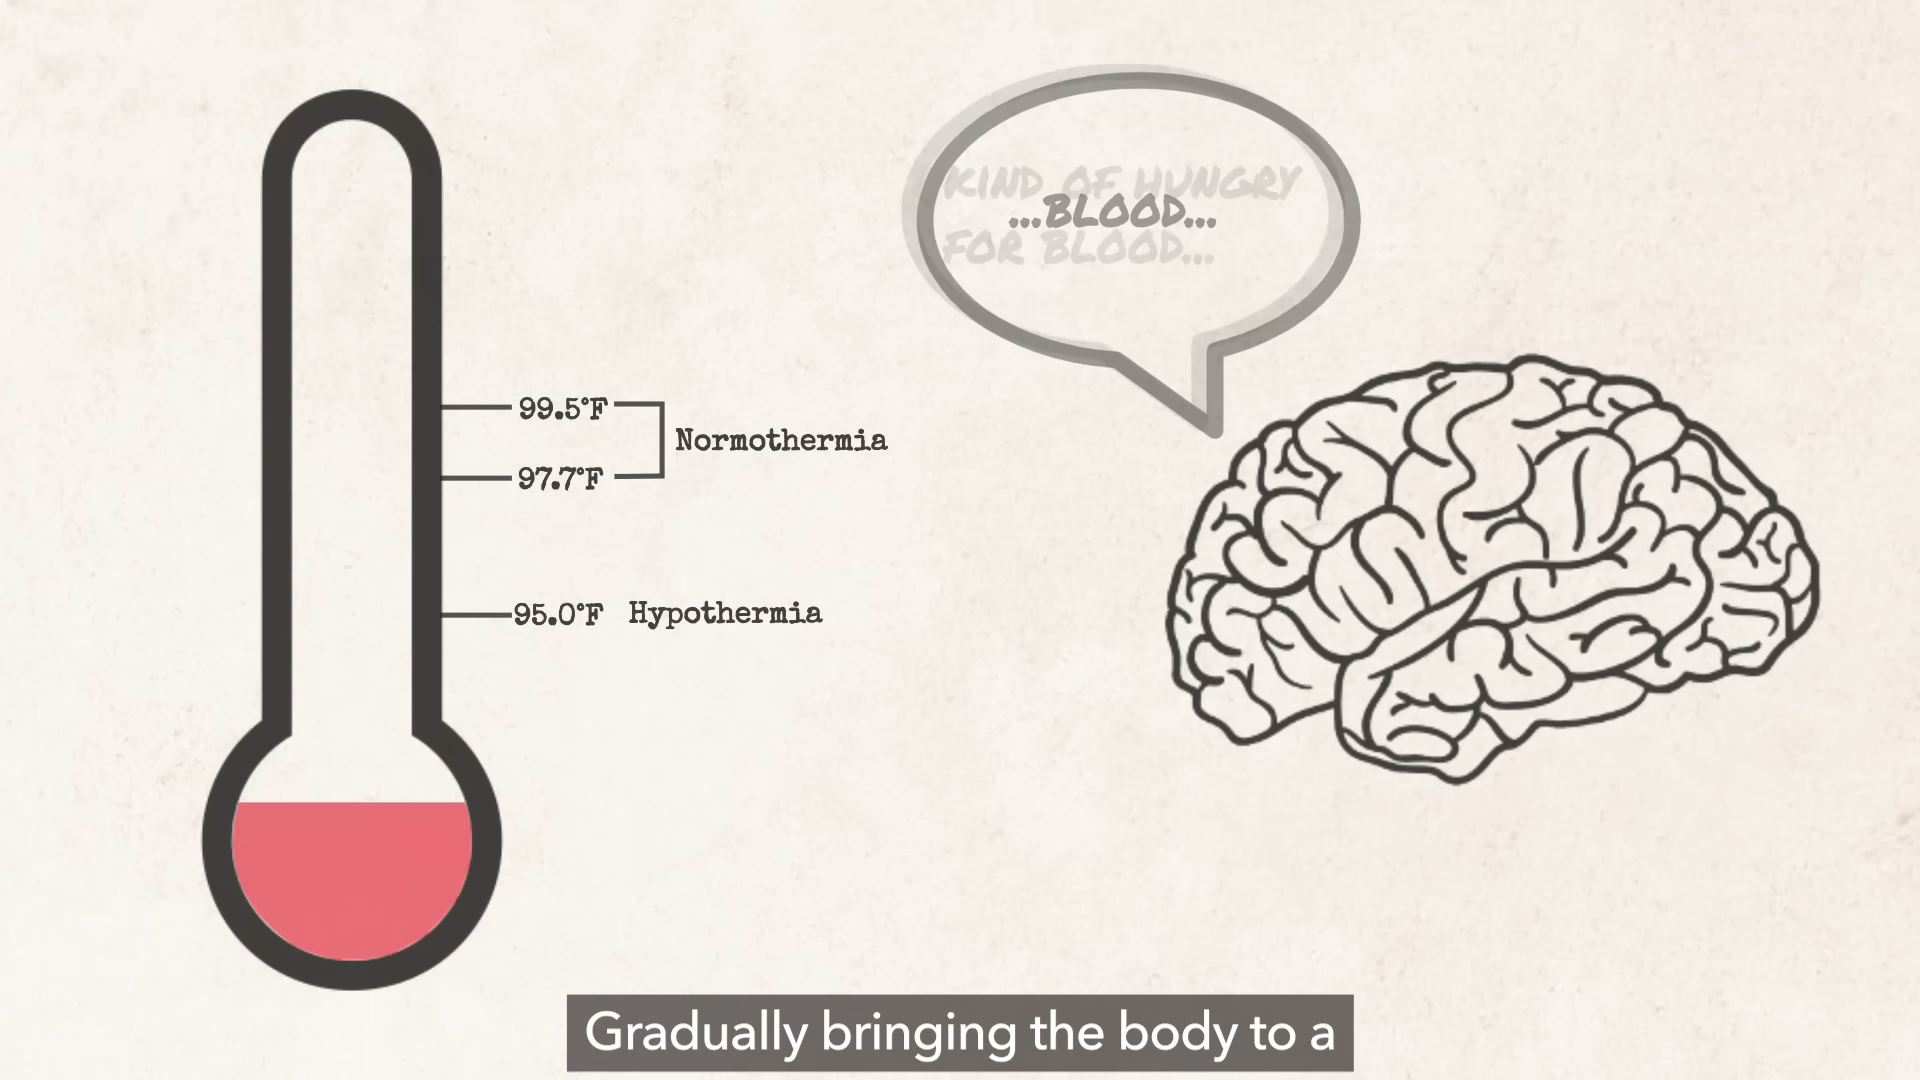 KIND OF HUNGRY
...BLOOD...
FOR BLOOD...
99.5°F
Normothermia
97.7°F
95.0°F Hypothermia
Gradually bringing the body to a